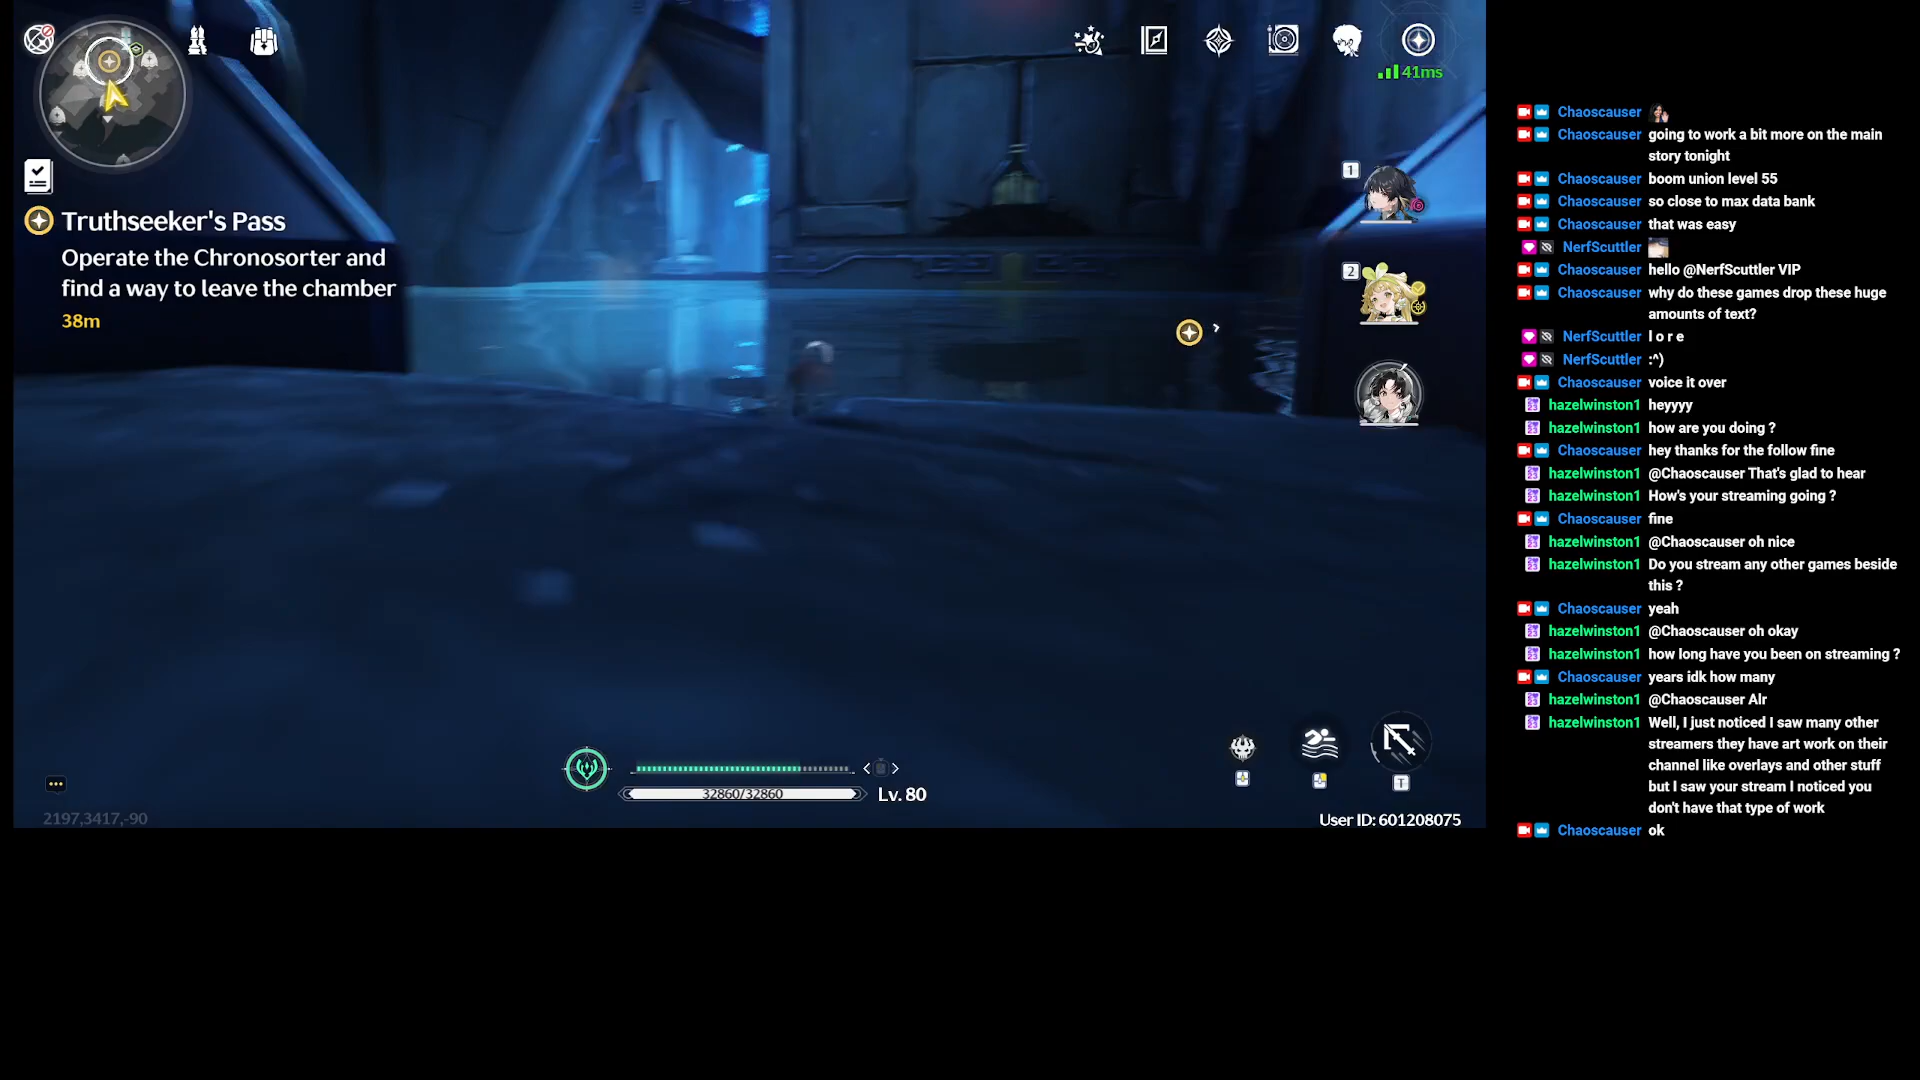 41ms
Truthseeker's Pass
Operate the Chronosorter and
find a way to leave the chamber
38m
1
2
32860/32860
Lv. 80
T
2197,3417,-90
User ID: 601208075
Chaoscauser
Chaoscauser going to work a bit more on the main
story tonight
Chaoscauser boom union level 55
Chaoscauser so close to max data bank
Chaoscauser that was easy
NerfScuttler
Chaoscauser hello @NerfScuttler VIP
Chaoscauser why do these games drop these huge
amounts of text?
NerfScuttler l o r e
NerfScuttler :^)
Chaoscauser voice it over
hazelwinston1 heyyyy
hazelwinston1 how are you doing ?
Chaoscauser hey thanks for the follow fine
hazelwinston1 @Chaoscauser That's glad to hear
hazelwinston1 How's your streaming going ?
Chaoscauser fine
hazelwinston1 @Chaoscauser oh nice
hazelwinston1 Do you stream any other games beside
this ?
Chaoscauser yeah
hazelwinston1 @Chaoscauser oh okay
hazelwinston1 how long have you been on streaming ?
Chaoscauser years idk how many
hazelwinston1 @Chaoscauser Alr
hazelwinston1 Well, I just noticed I saw many other
streamers they have art work on their
channel like overlays and other stuff
but I saw your stream I noticed you
don't have that type of work
Chaoscauser ok